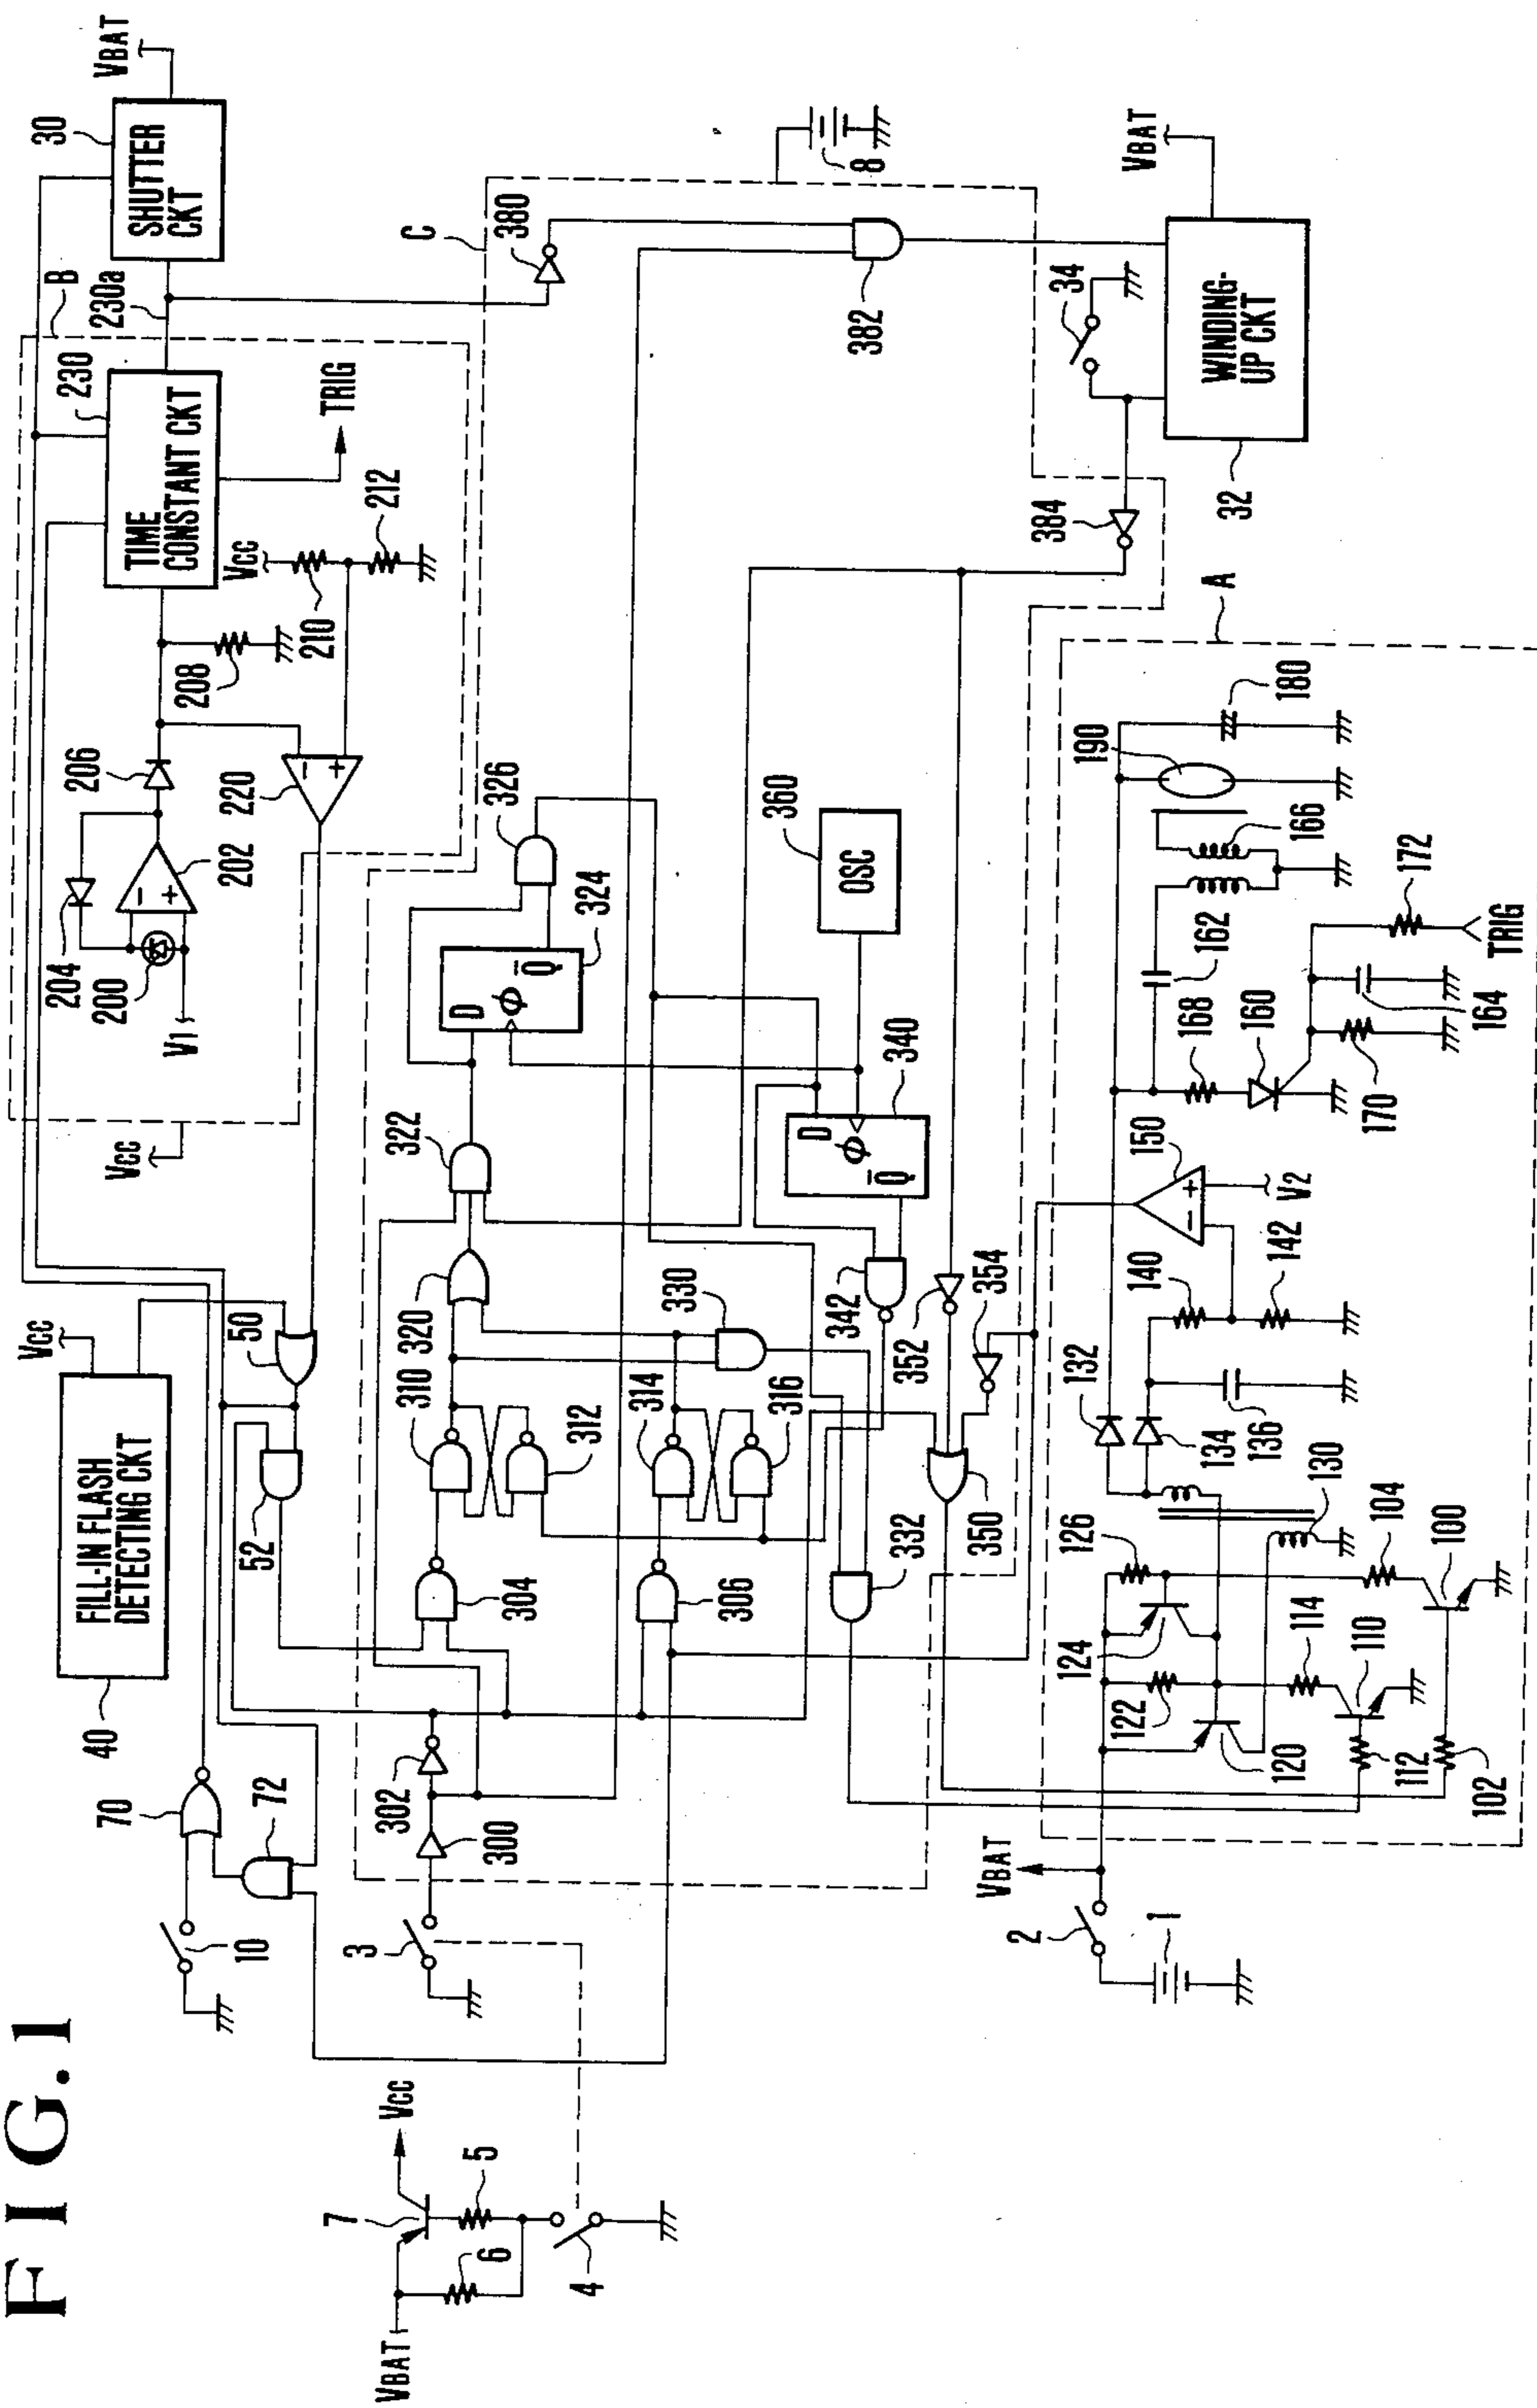 FIG.1
VBAT
6
7
5
VCC
4
10
70
72
40
FILL-IN FLASH
DETECTING CKT
VCC
50
52
VCC
V1
200
204
202
206
220
208
210
212
VCC
TIME
CONSTANT CKT
230
B
230a
TRIG
SHUTTER
CKT
30
VBAT
3
300
302
304
306
310
312
314
316
320
322
330
332
D
Φ
Q̅
324
326
D
Φ
Q̅
340
342
OSC
360
350
352
354
C
380
382
8
384
34
WINDING-
UP CKT
32
VBAT
A
VBAT
2
1
120
122
124
126
112
110
114
102
100
104
130
132
134
136
140
142
150
V2
168
160
162
170
164
172
TRIG
166
190
180